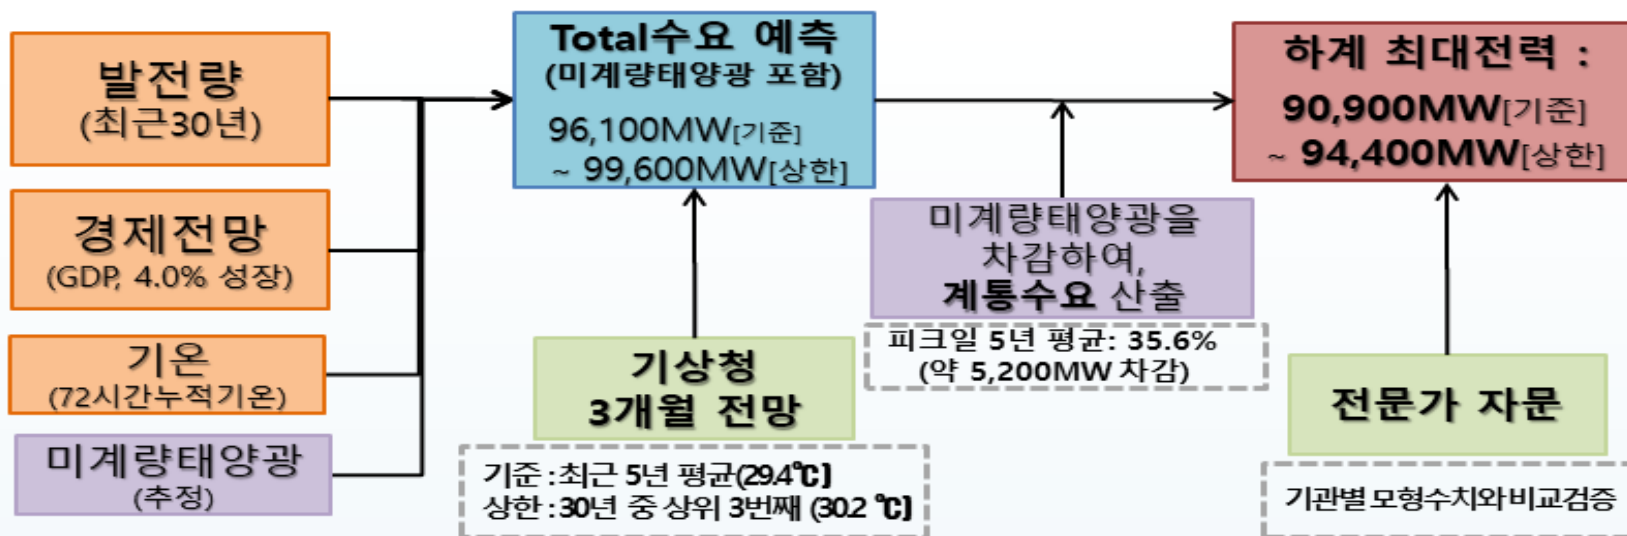 발전량
(최근30년)
경제전망
(GDP, 4.0% 성장)
기온
(72시간누적기온)
미계량태양광
(추정)
Total수요 예측
(미계량태양광 포함)
96,100MW[기준]
~ 99,600MW[상한]
기상청
3개월 전망
기준 : 최근 5년 평균(29.4℃)
상한 : 30년 중 상위 3번째 (30.2 ℃)
미계량태양광을
차감하여,
계통수요 산출
피크일 5년 평균: 35.6%
(약 5,200MW 차감)
하계 최대전력 :
90,900MW[기준]
~ 94,400MW[상한]
전문가 자문
기관별 모형수치와 비교검증